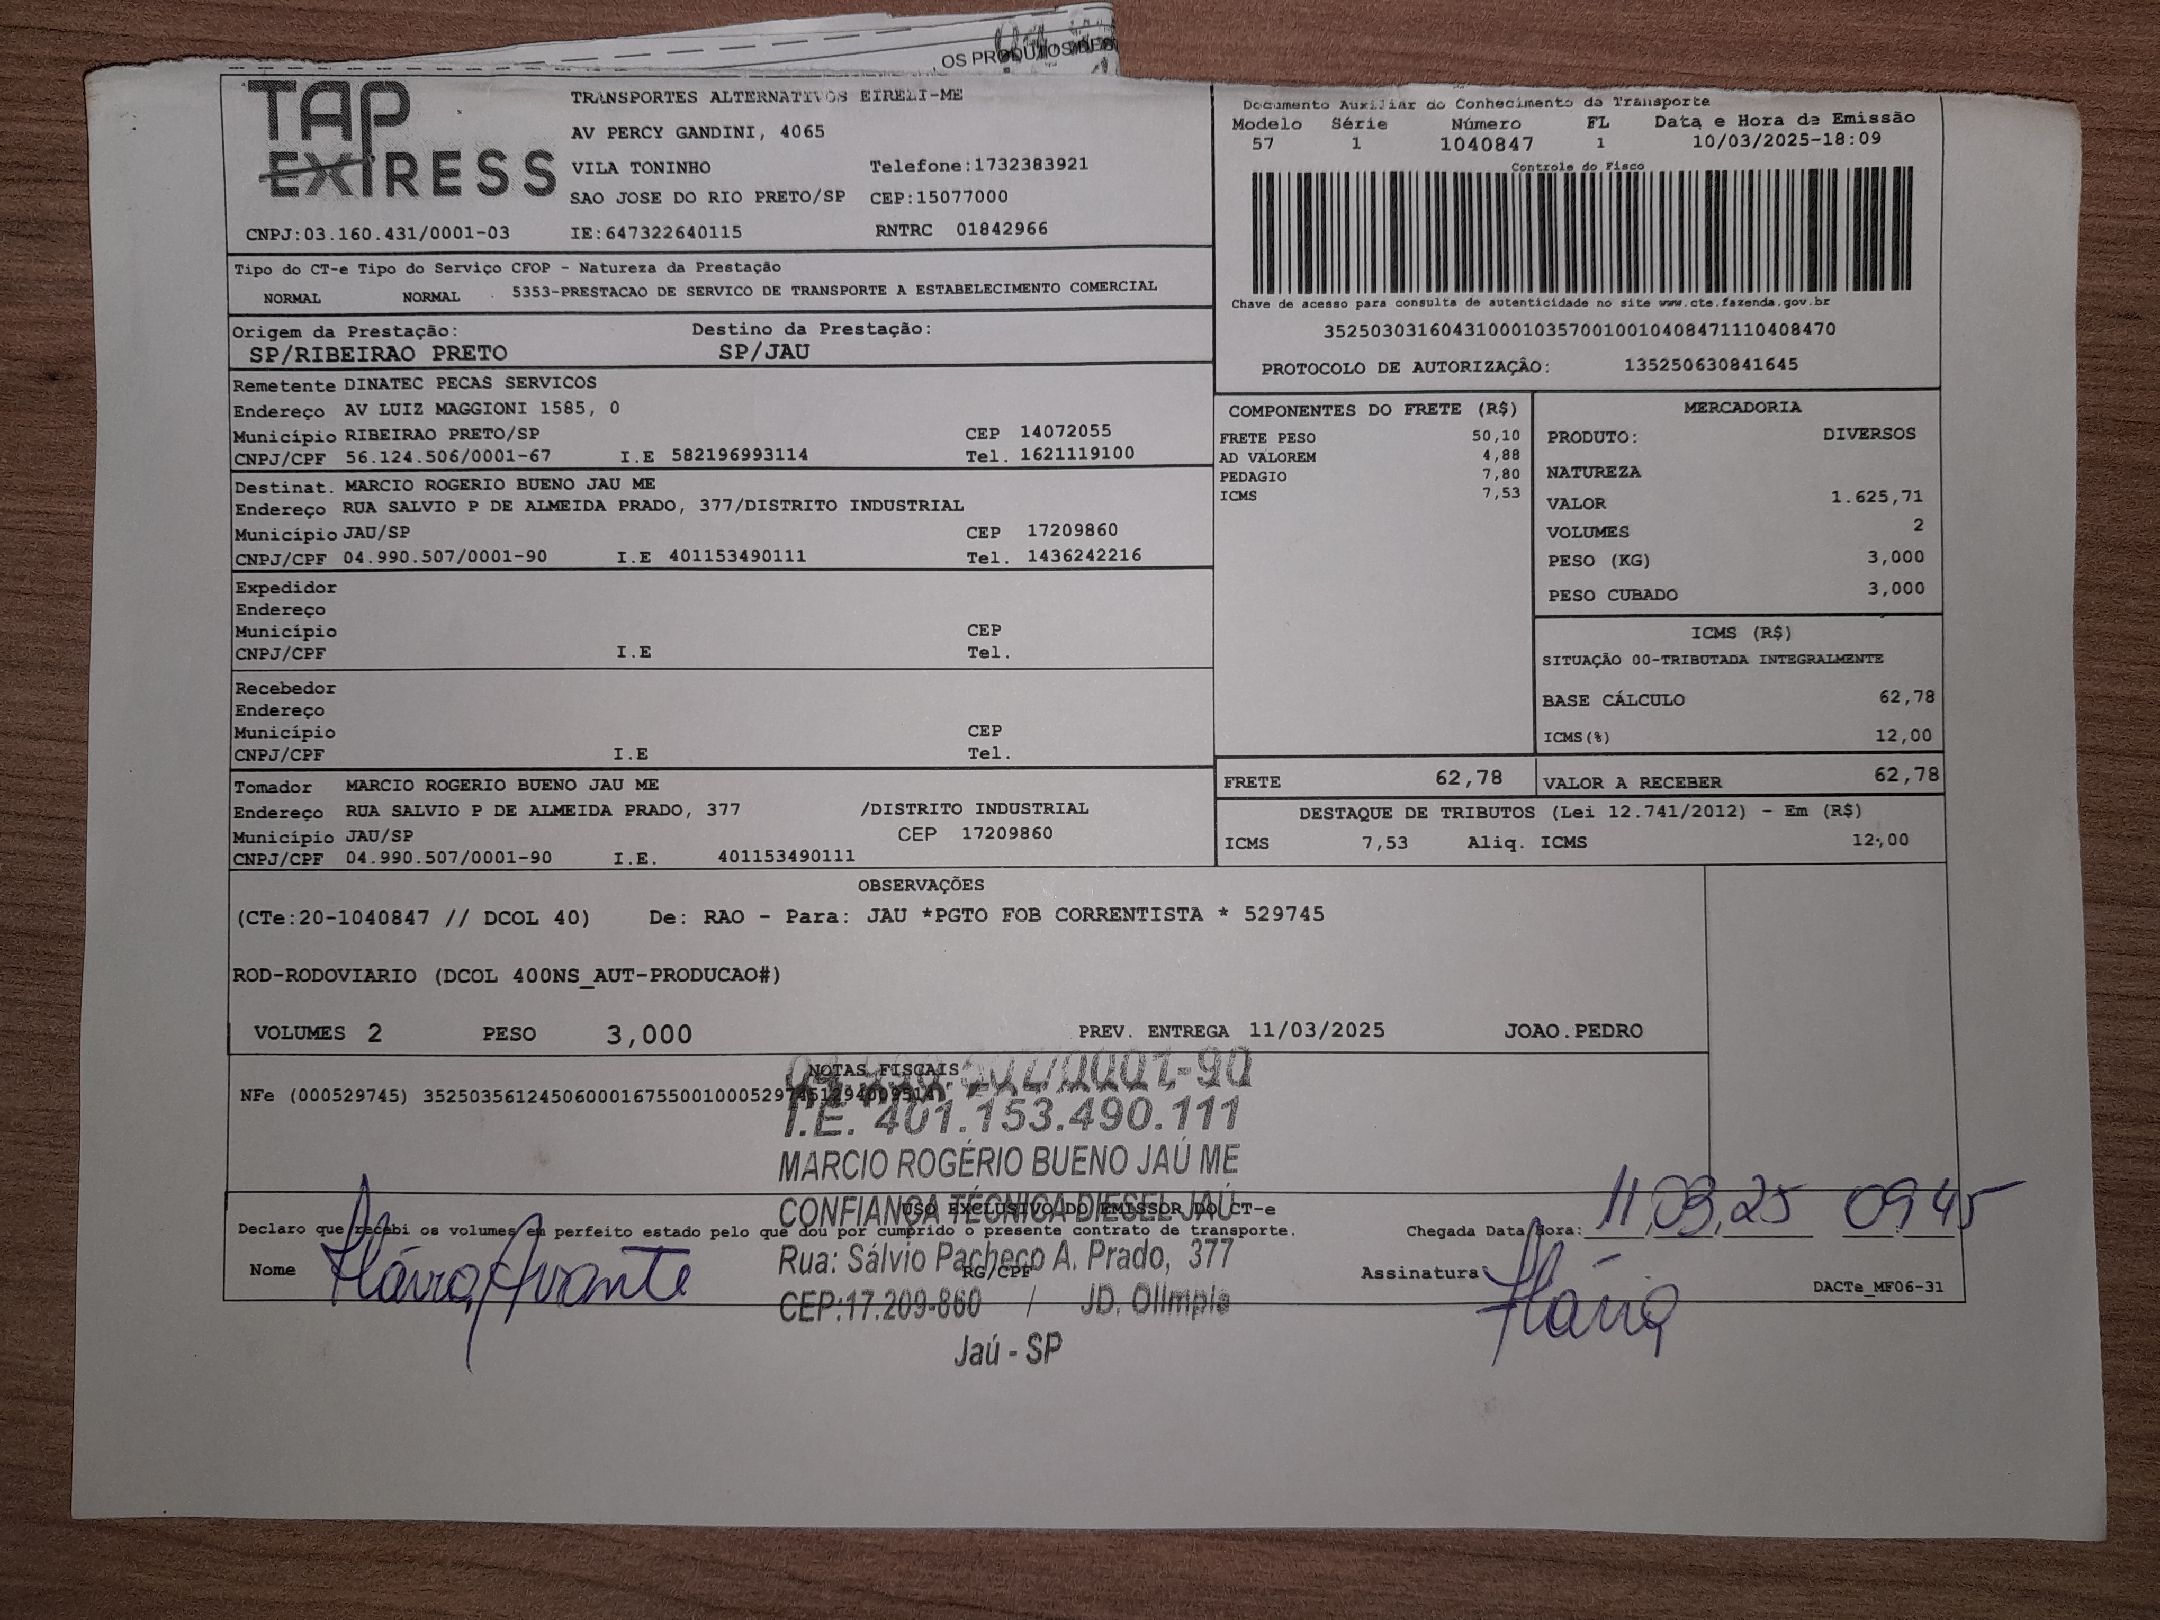 OS PRODUTOS
TAP
EXPRESS
TRANSPORTES ALTERNATIVOS EIRELI-ME
AV PERCY GANDINI, 4065
VILA TONINHO Telefone:1732383921
SAO JOSE DO RIO PRETO/SP CEP:15077000
CNPJ:03.160.431/0001-03 IE:647322640115 RNTRC 01842966
Documento Auxiliar do Conhecimento de Transporte
Modelo Série Número FL Data e Hora de Emissão
57 1 1040847 1 10/03/2025-18:09
Controle do Fisco
Chave de acesso para consulta de autenticidade no site www.cte.fazenda.gov.br
35250303160431000103570010010408471110408470
PROTOCOLO DE AUTORIZAÇÃO: 135250630841645
Tipo do CT-e Tipo do Serviço CFOP - Natureza da Prestação
NORMAL NORMAL 5353-PRESTACAO DE SERVICO DE TRANSPORTE A ESTABELECIMENTO COMERCIAL
Origem da Prestação: Destino da Prestação:
SP/RIBEIRAO PRETO SP/JAU
Remetente DINATEC PECAS SERVICOS
Endereço AV LUIZ MAGGIONI 1585, 0
Município RIBEIRAO PRETO/SP CEP 14072055
CNPJ/CPF 56.124.506/0001-67 I.E 582196993114 Tel. 1621119100
Destinat. MARCIO ROGERIO BUENO JAU ME
Endereço RUA SALVIO P DE ALMEIDA PRADO, 377/DISTRITO INDUSTRIAL
Município JAU/SP CEP 17209860
CNPJ/CPF 04.990.507/0001-90 I.E 401153490111 Tel. 1436242216
Expedidor
Endereço
Município CEP
CNPJ/CPF I.E Tel.
Recebedor
Endereço
Município CEP
CNPJ/CPF I.E Tel.
Tomador MARCIO ROGERIO BUENO JAU ME
Endereço RUA SALVIO P DE ALMEIDA PRADO, 377 /DISTRITO INDUSTRIAL
Município JAU/SP CEP 17209860
CNPJ/CPF 04.990.507/0001-90 I.E. 401153490111
COMPONENTES DO FRETE (R$)
FRETE PESO 50,10
AD VALOREM 4,88
PEDAGIO 7,80
ICMS 7,53
MERCADORIA
PRODUTO: DIVERSOS
NATUREZA
VALOR 1.625,71
VOLUMES 2
PESO (KG) 3,000
PESO CUBADO 3,000
ICMS (R$)
SITUAÇÃO 00-TRIBUTADA INTEGRALMENTE
BASE CÁLCULO 62,78
ICMS(%) 12,00
FRETE 62,78 VALOR A RECEBER 62,78
DESTAQUE DE TRIBUTOS (Lei 12.741/2012) - Em (R$)
ICMS 7,53 Aliq. ICMS 12,00
OBSERVAÇÕES
(CTe:20-1040847 // DCOL 40) De: RAO - Para: JAU *PGTO FOB CORRENTISTA * 529745
ROD-RODOVIARIO (DCOL 400NS_AUT-PRODUCAO#)
VOLUMES 2 PESO 3,000 PREV. ENTREGA 11/03/2025 JOAO.PEDRO
NOTAS FISCAIS
NFe (000529745)
04.990.507/0001-90
I.E. 401.153.490.111
MARCIO ROGÉRIO BUENO JAÚ ME
CONFIANÇA TÉCNICA DIESEL JAÚ
USO EXCLUSIVO DO EMISSOR DO CT-e
Declaro que recebi os volumes em perfeito estado pelo que dou por cumprido o presente contrato de transporte. Chegada Data/Hora: 11,03,25 09 45
Rua: Sálvio Pacheco A. Prado, 377
Nome Flávia Avante RG/CPF Assinatura Flávia DACTe_MF06-31
CEP:17.209-860 / JD. Olímpia
Jaú - SP